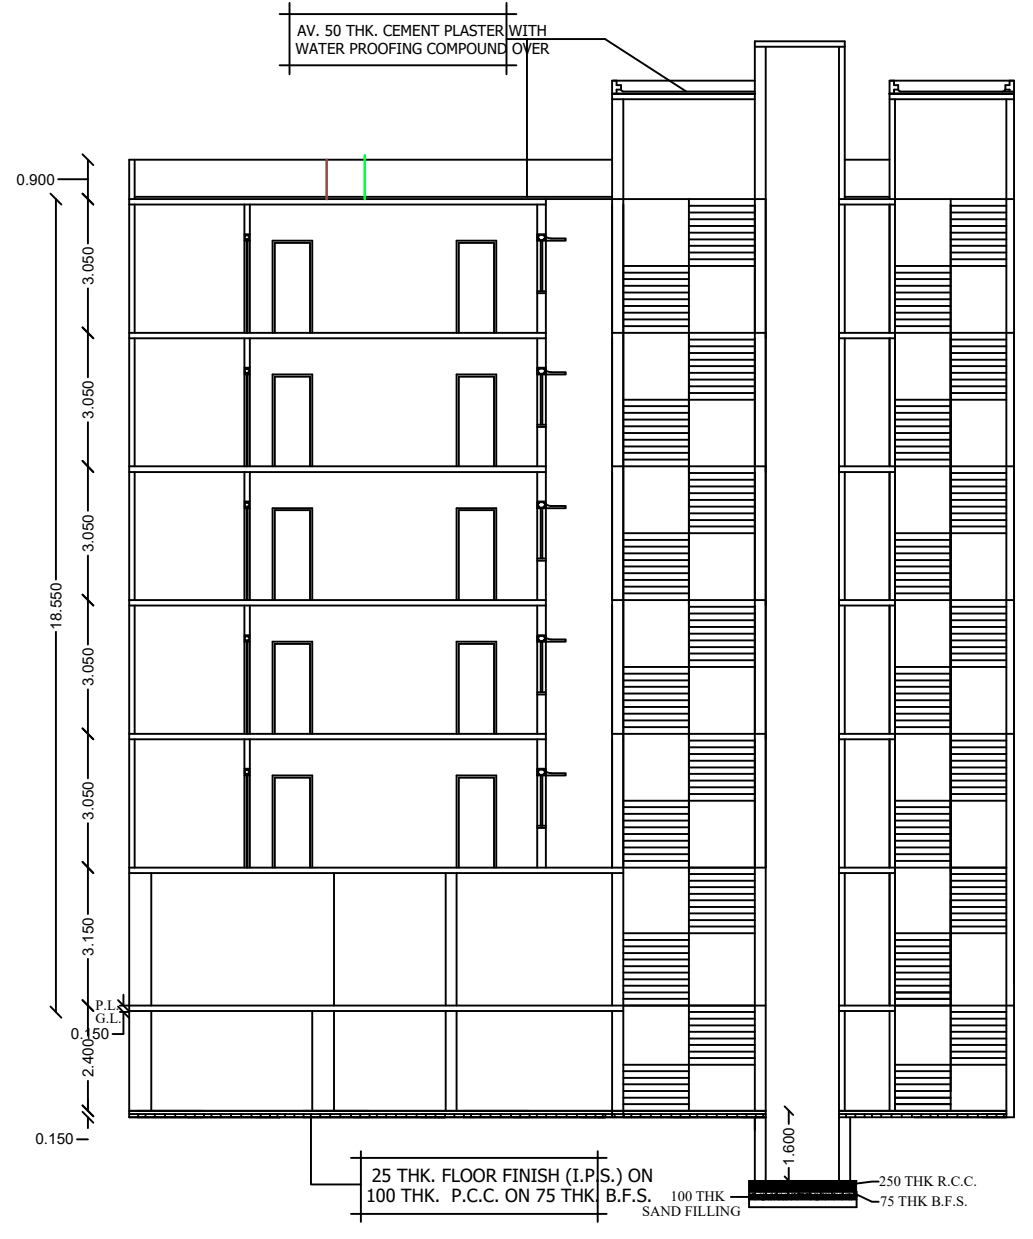 AV. 50 THK. CEMENT PLASTER WITH
WATER PROOFING COMPOUND OVER
0.900
3.050
3.050
3.050
18.550
3.050
3.050
3.150
P.L.
G.L.
0.150
2.400
0.150
1.600
25 THK. FLOOR FINISH (I.P.S.) ON
100 THK. P.C.C. ON 75 THK. B.F.S.
100 THK
SAND FILLING
250 THK R.C.C.
75 THK B.F.S.